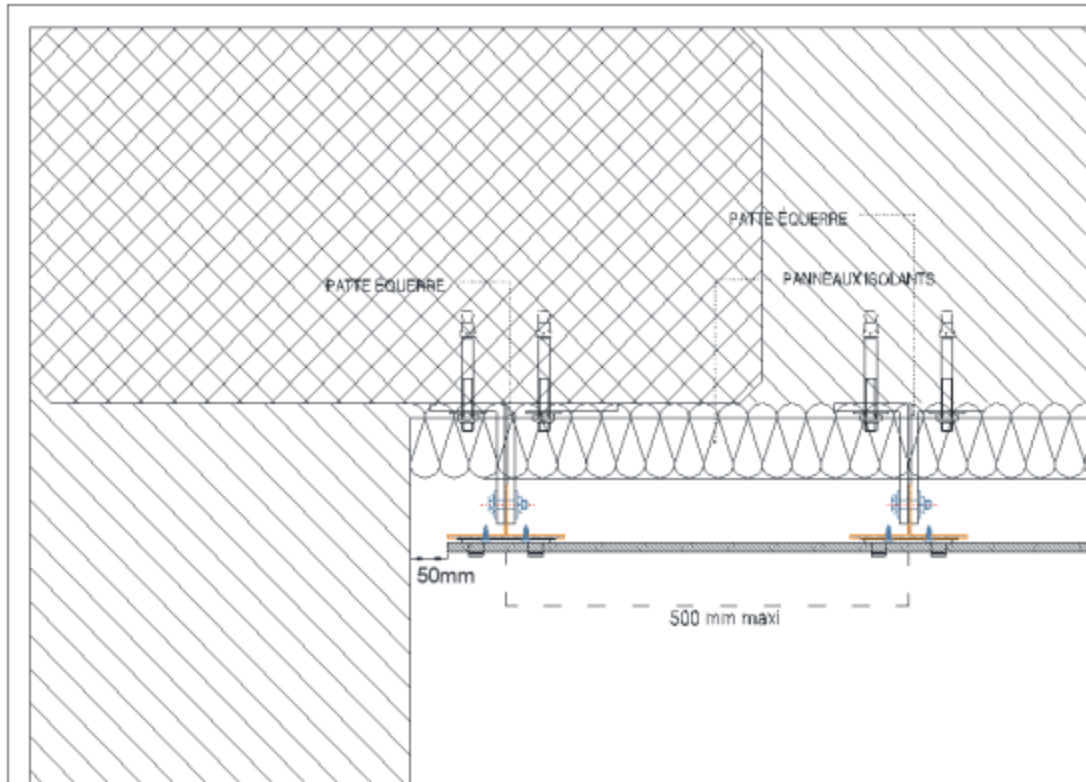 PATTE ÉQUERRE
PATTE ÉQUERRE
PANNEAUX ISOLANTS
50mm
500 mm maxi